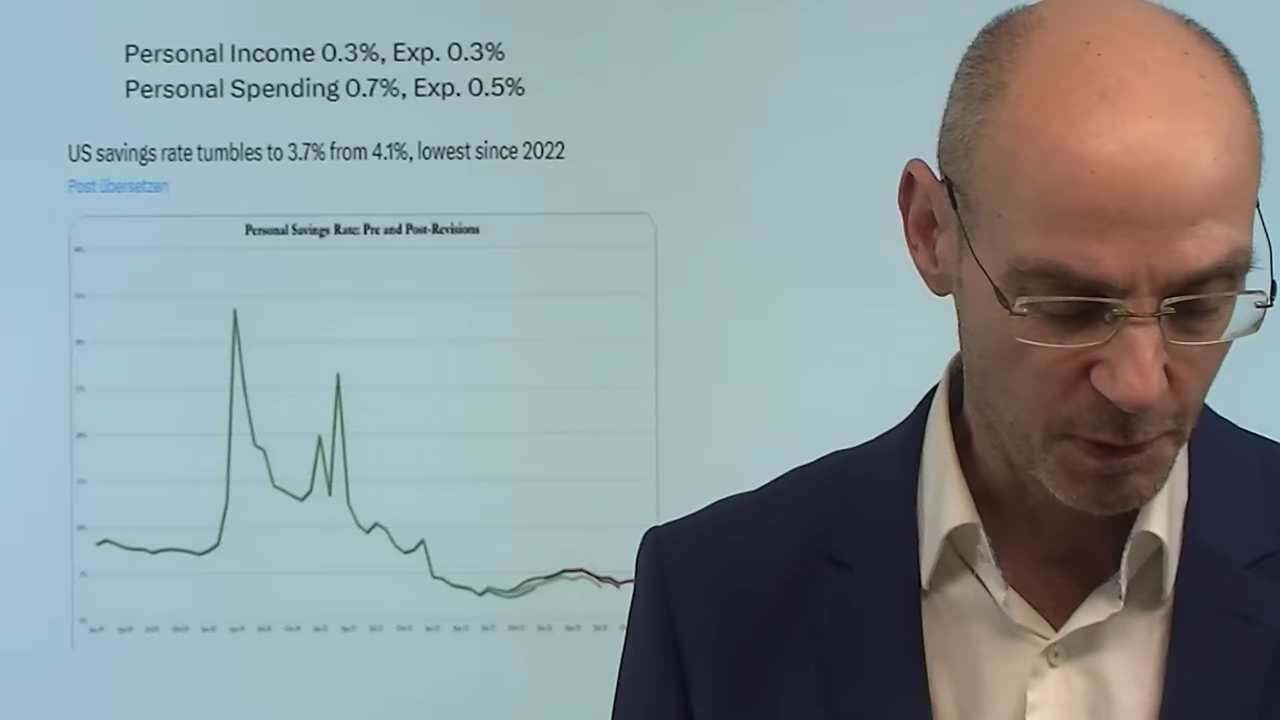 Personal Income 0.3%, Exp. 0.3%
Personal Spending 0.7%, Exp. 0.5%
US savings rate tumbles to 3.7% from 4.1%, lowest since 2022
Post übersetzen
Personal Savings Rate: Pre and Post-Revisions